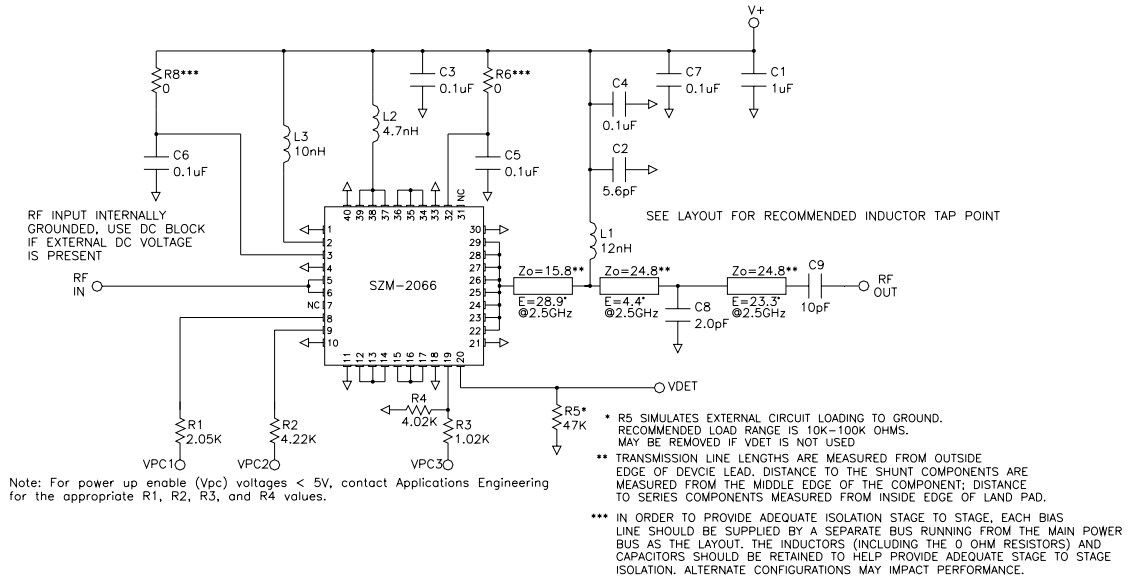 V+
R8***
0
C3
0.1uF
R6***
0
C4
0.1uF
C7
0.1uF
C1
1uF
L2
4.7nH
L3
10nH
C6
0.1uF
C5
0.1uF
C2
5.6pF
NC
40 39 38 37 36 35 34 33 32 31
RF INPUT INTERNALLY
GROUNDED, USE DC BLOCK
IF EXTERNAL DC VOLTAGE
IS PRESENT
SEE LAYOUT FOR RECOMMENDED INDUCTOR TAP POINT
L1
12nH
1
2
3
4
5
6
NC 7
8
9
10
SZM-2066
30
29
28
27
26
25
24
23
22
21
RF
IN
Zo=15.8**
E=28.9°
@2.5GHz
Zo=24.8**
E=4.4°
@2.5GHz
Zo=24.8**
E=23.3°
@2.5GHz
C9
10pF
RF
OUT
C8
2.0pF
11 12 13 14 15 16 17 18 19 20
VDET
R4
4.02K
R5*
47K
R1
2.05K
R2
4.22K
R3
1.02K
VPC1
VPC2
VPC3
* R5 SIMULATES EXTERNAL CIRCUIT LOADING TO GROUND.
RECOMMENDED LOAD RANGE IS 10K-100K OHMS.
MAY BE REMOVED IF VDET IS NOT USED
** TRANSMISSION LINE LENGTHS ARE MEASURED FROM OUTSIDE
EDGE OF DEVCIE LEAD. DISTANCE TO THE SHUNT COMPONENTS ARE
MEASURED FROM THE MIDDLE EDGE OF THE COMPONENT; DISTANCE
TO SERIES COMPONENTS MEASURED FROM INSIDE EDGE OF LAND PAD.
Note: For power up enable (Vpc) voltages < 5V, contact Applications Engineering
for the appropriate R1, R2, R3, and R4 values.
*** IN ORDER TO PROVIDE ADEQUATE ISOLATION STAGE TO STAGE, EACH BIAS
LINE SHOULD BE SUPPLIED BY A SEPARATE BUS RUNNING FROM THE MAIN POWER
BUS AS THE LAYOUT. THE INDUCTORS (INCLUDING THE 0 OHM RESISTORS) AND
CAPACITORS SHOULD BE RETAINED TO HELP PROVIDE ADEQUATE STAGE TO STAGE
ISOLATION. ALTERNATE CONFIGURATIONS MAY IMPACT PERFORMANCE.